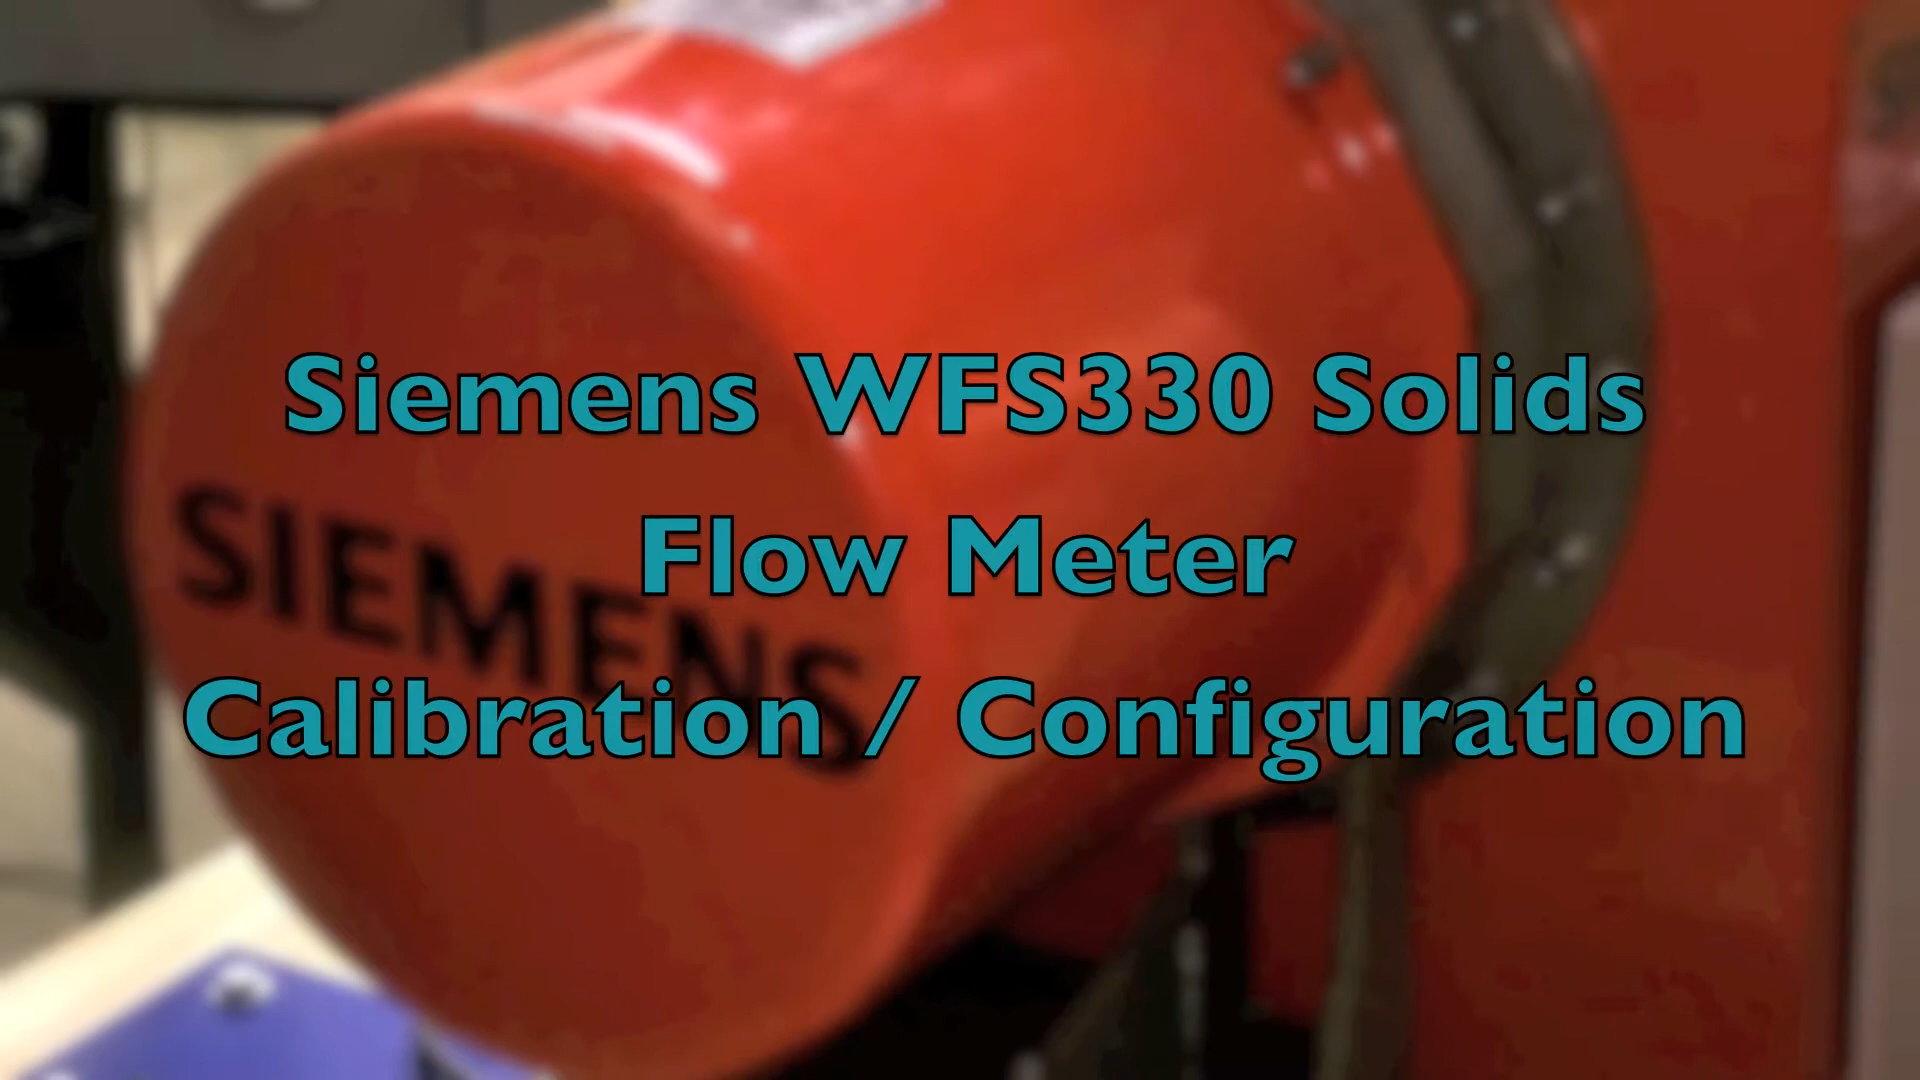 Siemens WFS330 Solids
Flow Meter
SIEMENS
Calibration / Configuration